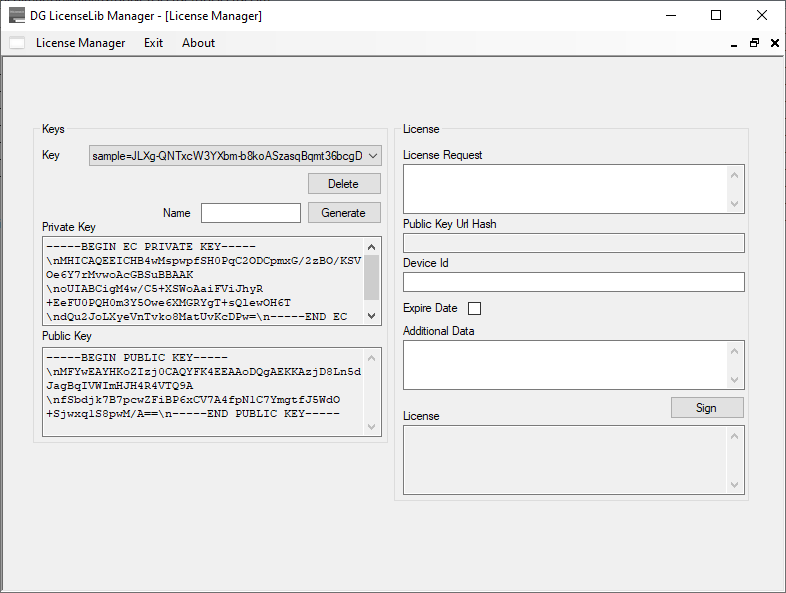 DG LicenseLib Manager - [License Manager]
License Manager Exit About
Keys
Key sample=JLXg-QNTxcW3YXbm-b8koASzasqBqmt36bcgD
Delete
Name Generate
Private Key
-----BEGIN EC PRIVATE KEY-----
\nMHICAQEEICHB4wMspwpfSH0PqC2ODCpmxG/2zBO/KSV
Oe6Y7rMvwoAcGBSuBBAAK
\noUIABCigM4w/C5+XSWoAaiFViJhyR
+EeFU0PQH0m3Y5Owe6XMGRYgT+sQlewOH6T
\ndQu2JoLXyeVnTvko8MatUvKcDPw=\n-----END EC
Public Key
-----BEGIN PUBLIC KEY-----
\nMFYwEAYHKoZIzj0CAQYFK4EEAAoDQgAEKKAzjD8Ln5d
JagBqIVWImHJH4R4VTQ9A
\nfSbdjk7B7pcwZFiBP6xCV7A4fpNlC7YmgtfJ5WdO
+Sjwxq1S8pwM/A==\n-----END PUBLIC KEY-----
License
License Request
Public Key Url Hash
Device Id
Expire Date
Additional Data
Sign
License